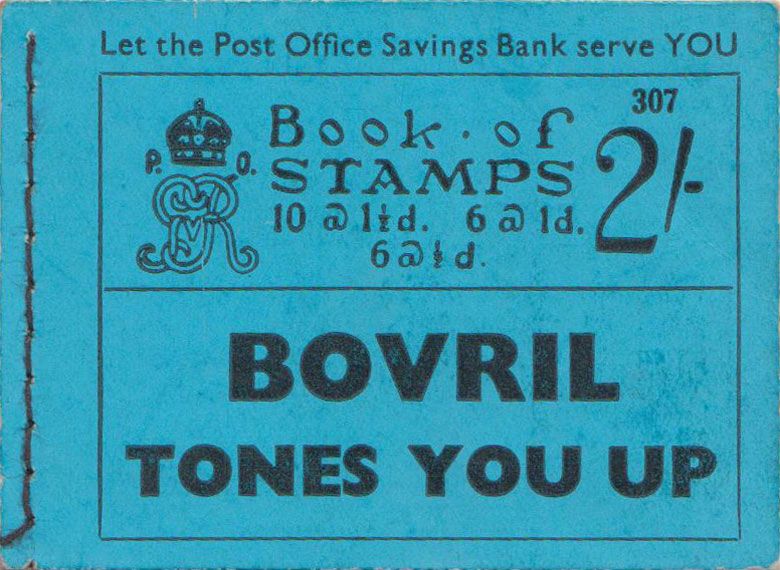 Let the Post Office Savings Bank serve YOU
307
P. O.
Book of
STAMPS
2/-
10 @ 1½d. 6 @ 1d.
6 @ ½d.
BOVRIL
TONES YOU UP